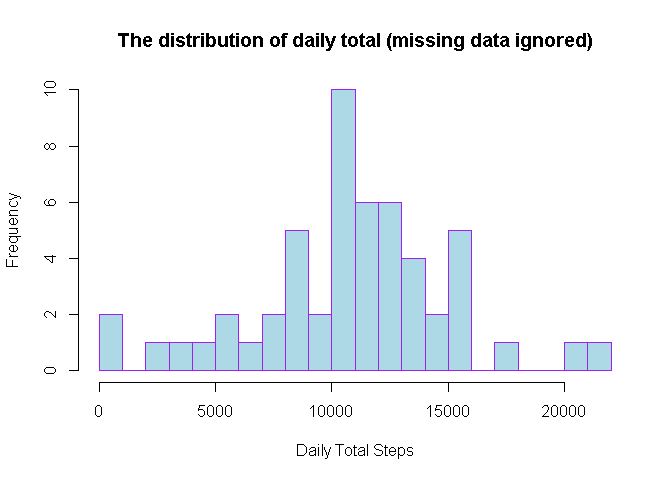 The distribution of daily total (missing data ignored)
10
8
6
4
2
0
Frequency
0 5000 10000 15000 20000
Daily Total Steps